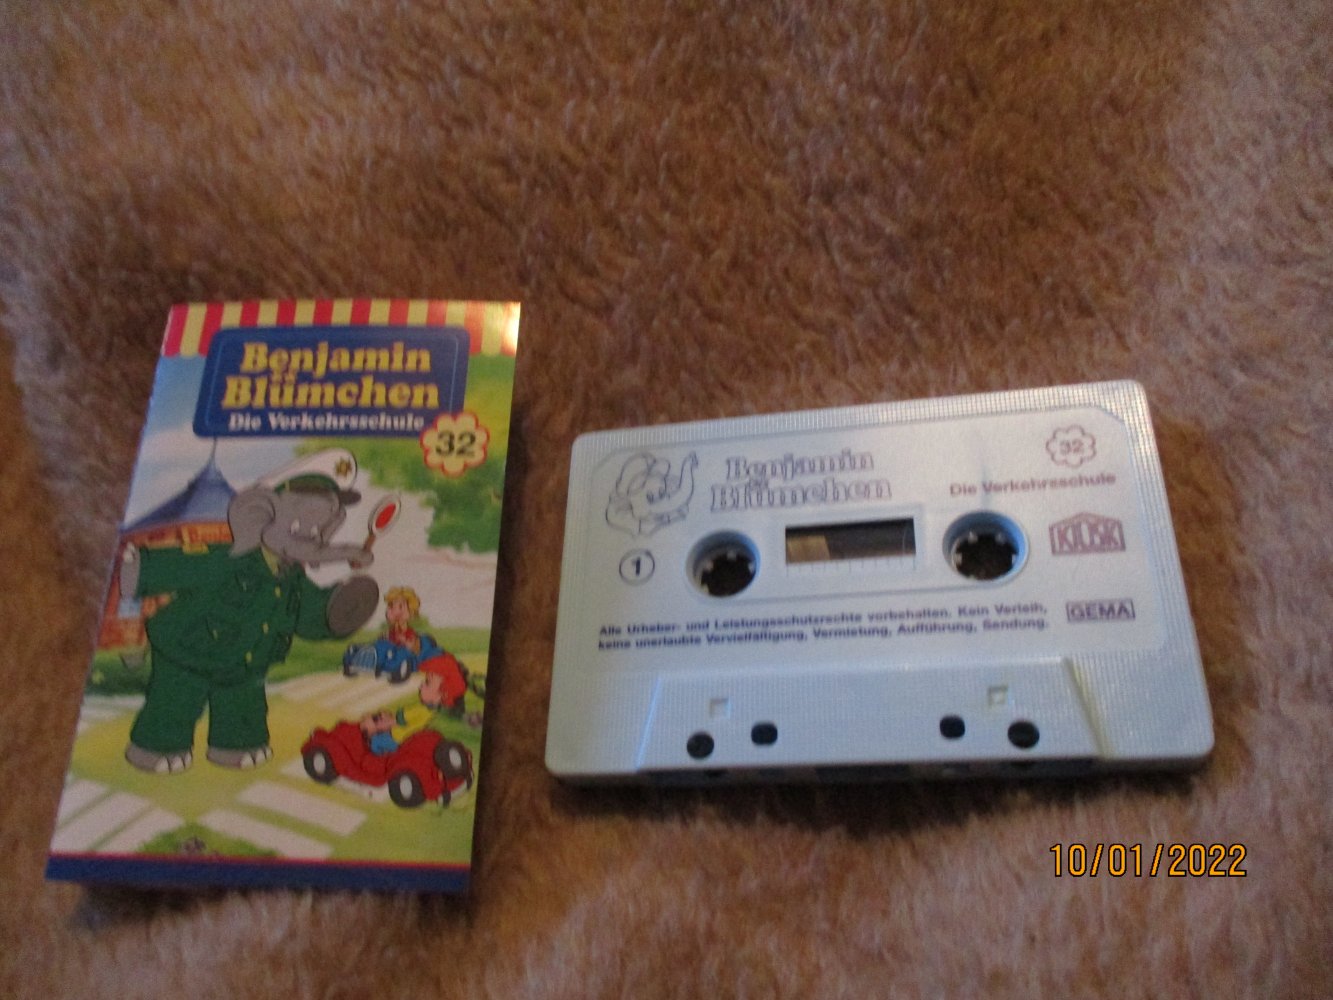 Benjamin
Blümchen
Die Verkehrsschule
32
Benjamin
Blümchen
32
Die Verkehrsschule
1
KIOSK
GEMA
Alle Urheber- und Leistungsschutzrechte vorbehalten. Kein Verleih,
keine unerlaubte Vervielfältigung, Vermietung, Aufführung, Sendung.
10/01/2022